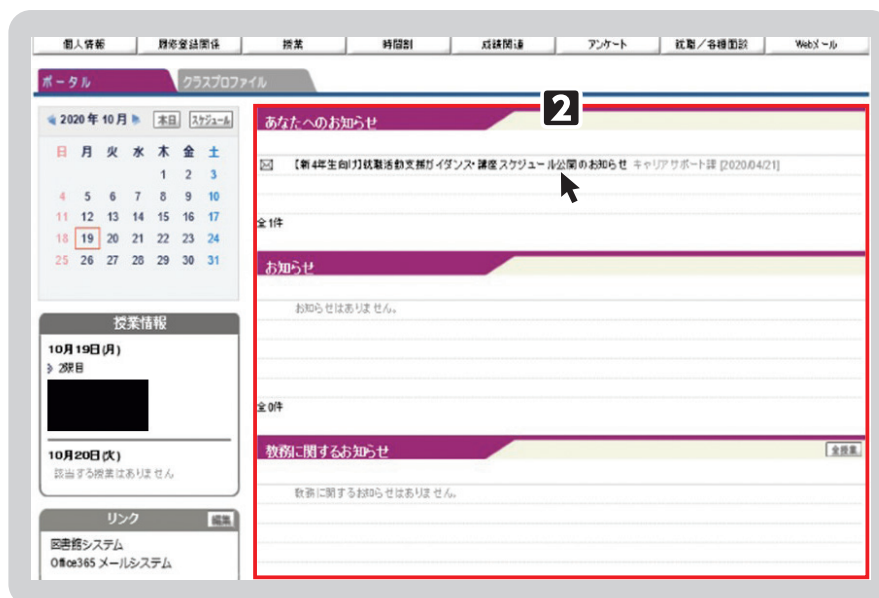 個人情報 履修登録関係 授業 時間割 成績関連 アンケート 就職/各種面談 Webメール
ポータル クラスプロファイル
2020年10月 本日 スケジュール
日 月 火 水 木 金 土
1 2 3
4 5 6 7 8 9 10
11 12 13 14 15 16 17
18 19 20 21 22 23 24
25 26 27 28 29 30 31
授業情報
10月19日(月)
2限目
10月20日(火)
該当する授業はありません
リンク 編集
図書館システム
Office365 メールシステム
2
あなたへのお知らせ
【新4年生向け】就職活動支援ガイダンス・講座スケジュール公開のお知らせ キャリアサポート課 [2020/04/21]
全1件
お知らせ
お知らせはありません。
全0件
教務に関するお知らせ 全授業
教務に関するお知らせはありません。